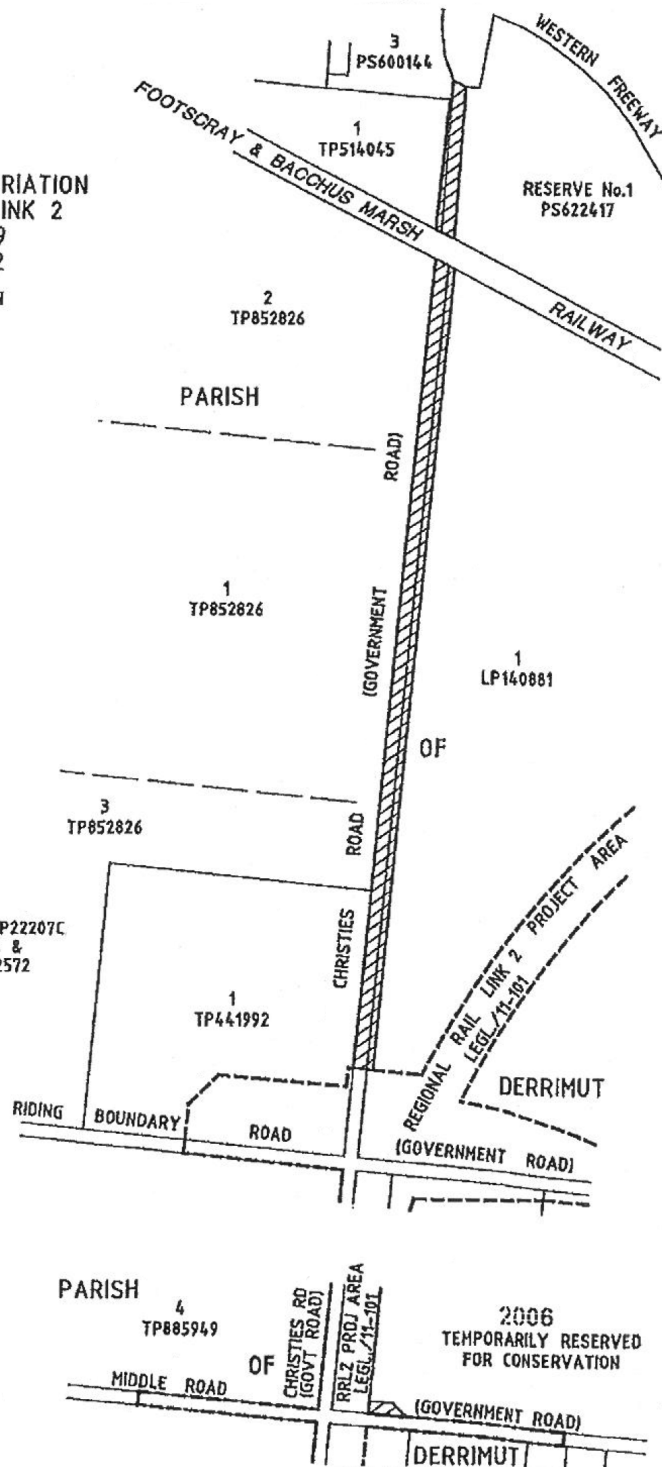 3
PS600144
WESTERN FREEWAY
1
TP514045
FOOTSCRAY & BACCHUS MARSH
RAILWAY
RESERVE No.1
PS622417
RIATION
INK 2
2
TP852826
PARISH
ROAD)
1
TP852826
(GOVERNMENT
1
LP140881
OF
3
TP852826
ROAD
P22207C
&
2572
CHRISTIES
1
TP441992
REGIONAL RAIL LINK 2 PROJECT AREA
LEGL./11-101
DERRIMUT
RIDING BOUNDARY ROAD
(GOVERNMENT ROAD)
PARISH
4
TP885949
OF
CHRISTIES RD
(GOVT ROAD)
RRL2 PROJ AREA
LEGL./11-101
2006
TEMPORARILY RESERVED
FOR CONSERVATION
MIDDLE ROAD
(GOVERNMENT ROAD)
DERRIMUT